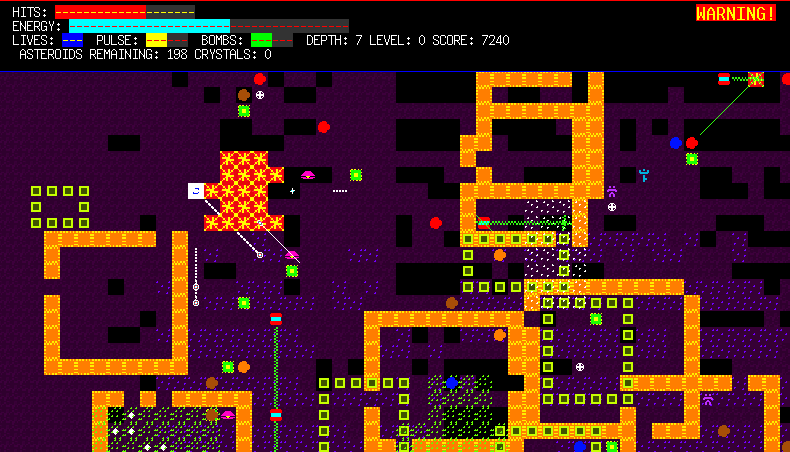 HITS:
WARNING!
ENERGY:
LIVES: PULSE: BOMBS: DEPTH: 7 LEVEL: 0 SCORE: 7240
ASTEROIDS REMAINING: 198 CRYSTALS: 0